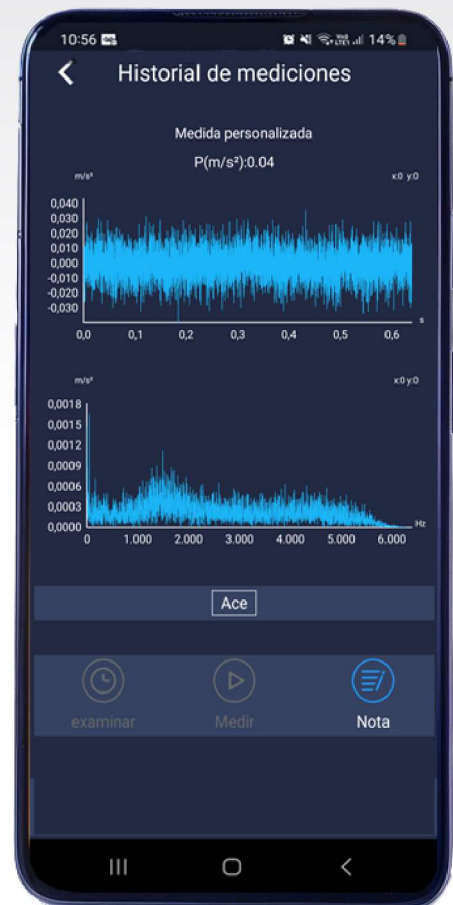 10:56
14%
Historial de mediciones
Medida personalizada
P(m/s²):0.04
m/s²
x:0 y:0
0,040
0,030
0,020
0,010
0,000
-0,010
-0,020
-0,030
0,0 0,1 0,2 0,3 0,4 0,5 0,6
s
m/s²
x:0 y:0
0,0018
0,0015
0,0012
0,0009
0,0006
0,0003
0,0000
0 1.000 2.000 3.000 4.000 5.000 6.000
Hz
Ace
examinar Medir Nota